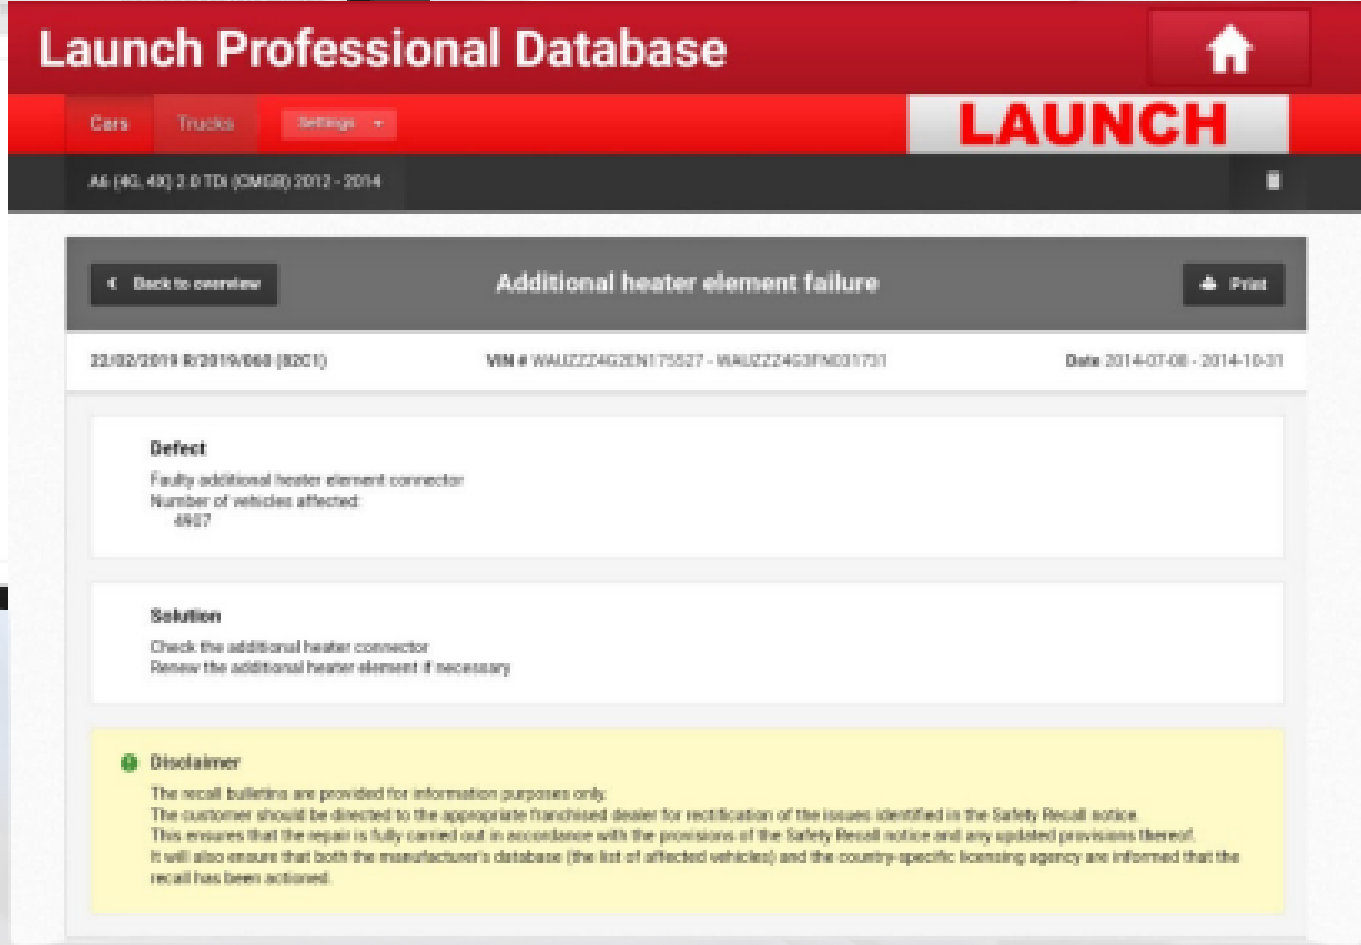 Launch Professional Database
Cars Trucks Settings
LAUNCH
A6 (4G, 4X) 2.0 TDi (CMGB) 2012 - 2014
Back to overview
Additional heater element failure
Print
22/02/2019 R/2019/060 (82C1)
VIN # WAUZZZ4G2EN175527 - WAUZZZ4G3FN031731
Date 2014-07-08 - 2014-10-31
Defect
Faulty additional heater element connector
Number of vehicles affected:
4907
Solution
Check the additional heater connector
Renew the additional heater element if necessary
Disclaimer
The recall bulletins are provided for information purposes only.
The customer should be directed to the appropriate franchised dealer for rectification of the issues identified in the Safety Recall notice.
This ensures that the repair is fully carried out in accordance with the provisions of the Safety Recall notice and any updated provisions thereof.
It will also ensure that both the manufacturer's database (the list of affected vehicles) and the country-specific licensing agency are informed that the
recall has been actioned.